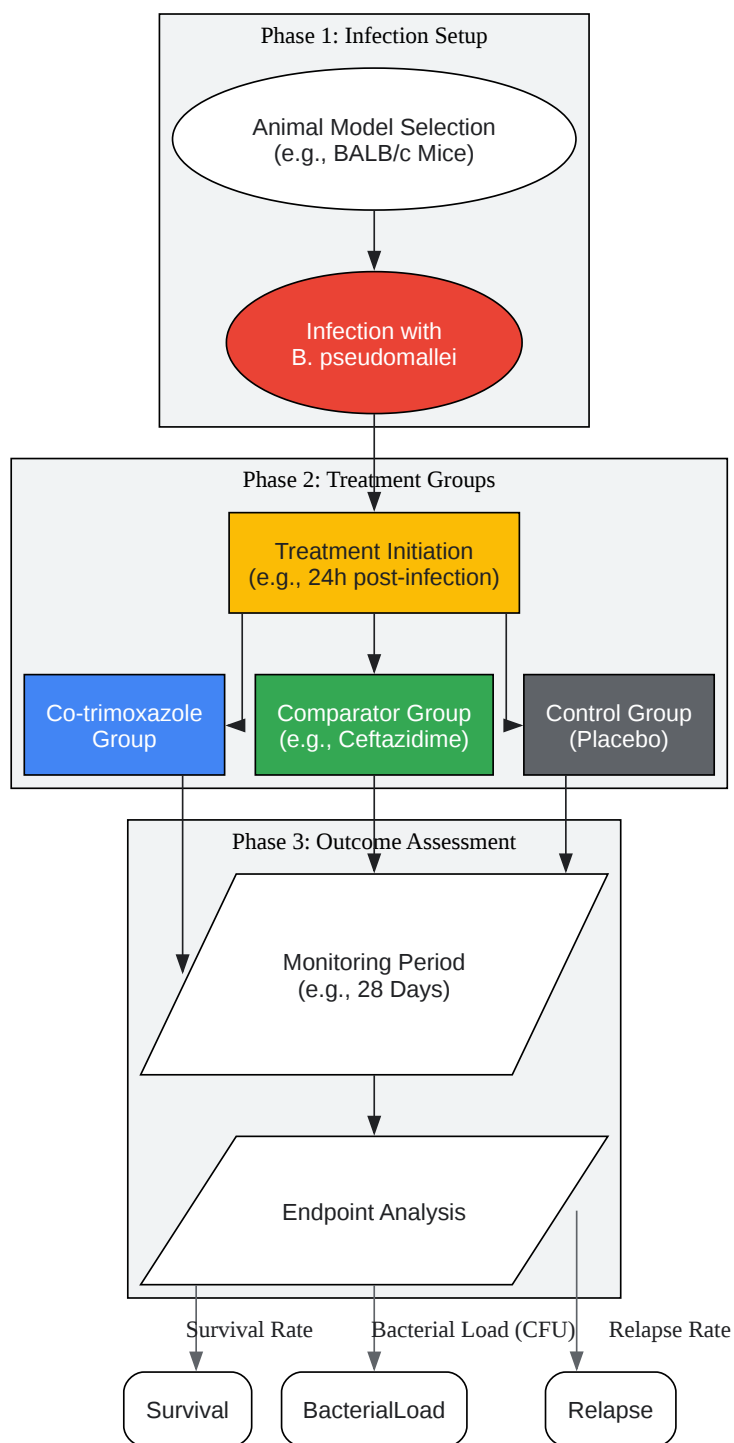 Phase 1: Infection Setup
Animal Model Selection
(e.g., BALB/c Mice)
Infection with
B. pseudomallei
Phase 2: Treatment Groups
Treatment Initiation
(e.g., 24h post-infection)
Co-trimoxazole
Group
Comparator Group
(e.g., Ceftazidime)
Control Group
(Placebo)
Phase 3: Outcome Assessment
Monitoring Period
(e.g., 28 Days)
Endpoint Analysis
Survival Rate
Bacterial Load (CFU)
Relapse Rate
Survival
BacterialLoad
Relapse